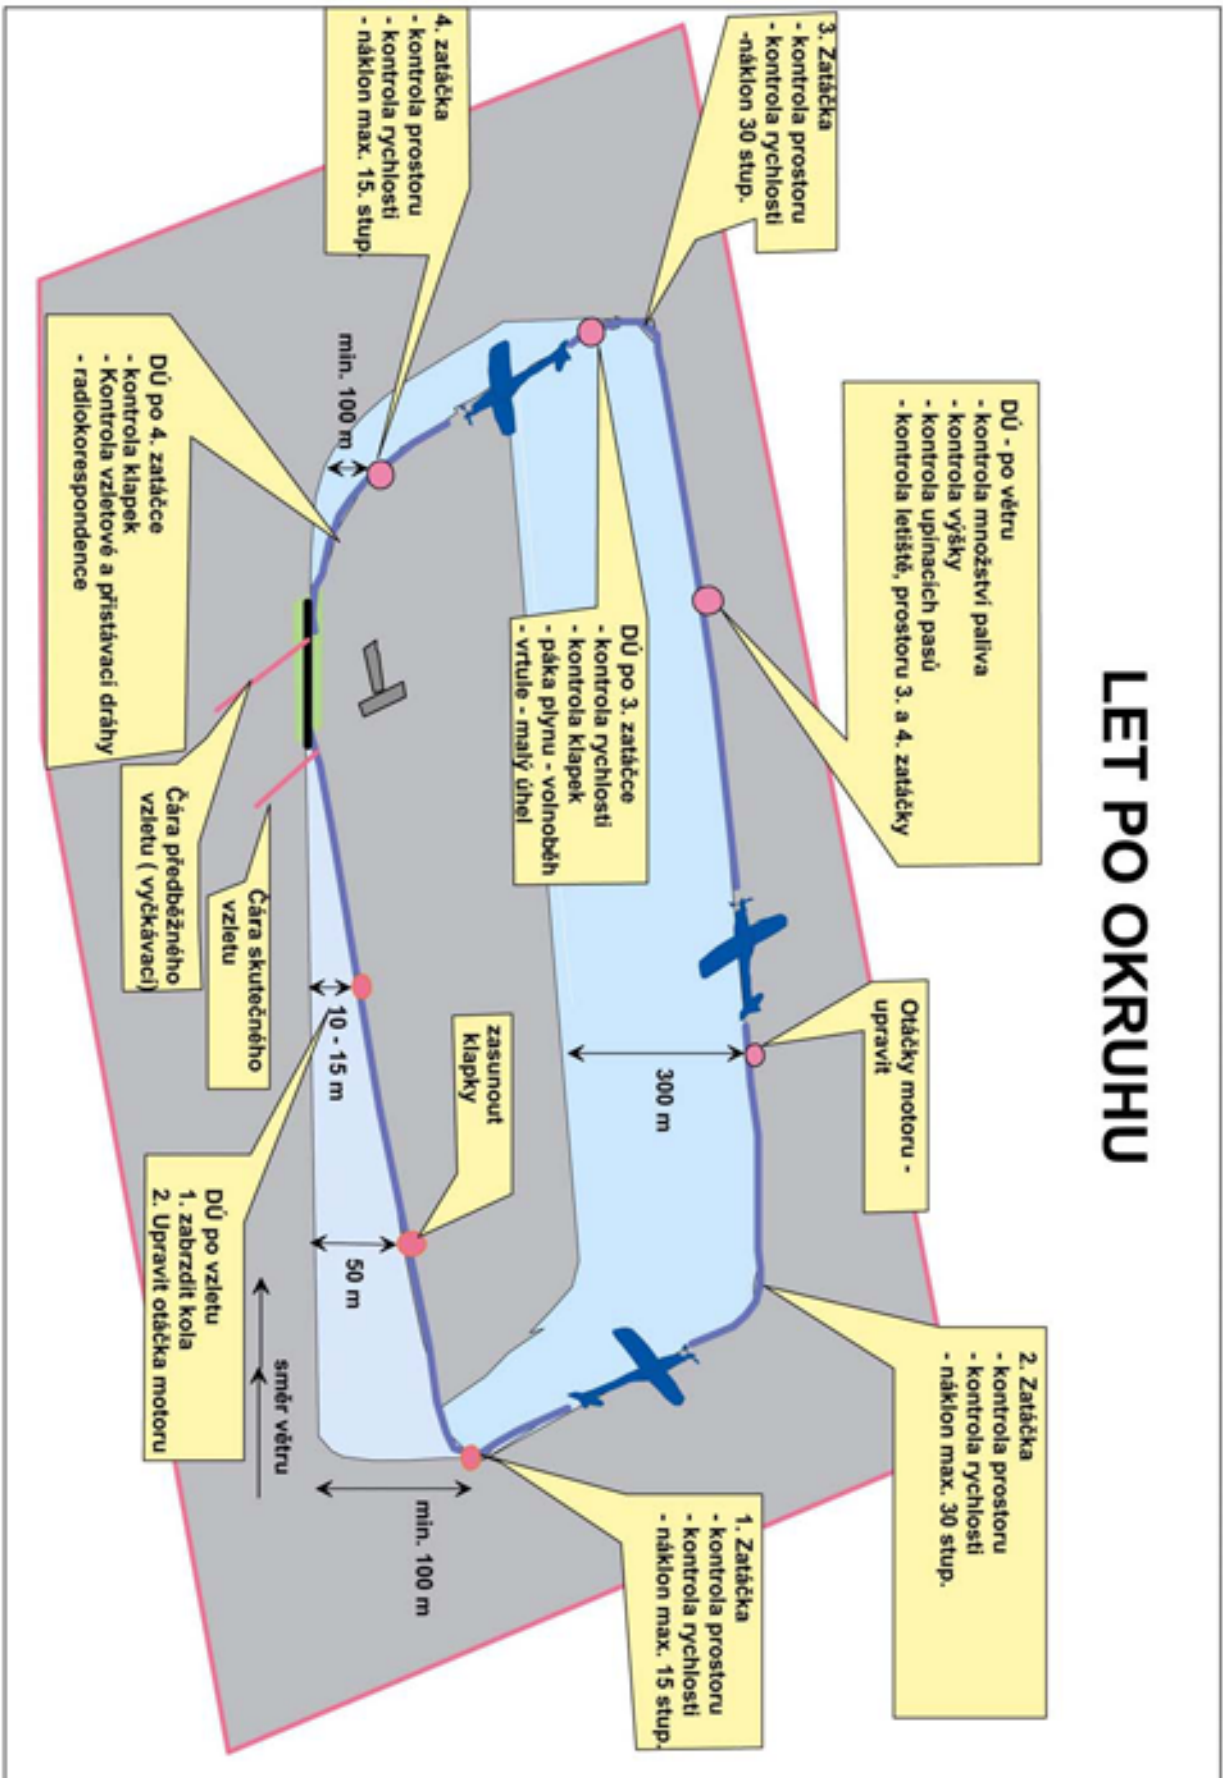 LET PO OKRUHU
3. Zatáčka
- kontrola prostoru
- kontrola rychlosti
-náklon 30 stup.
DÚ - po větru
- kontrola množství paliva
- kontrola výšky
- kontrola upínacích pasů
- kontrola letiště, prostoru 3. a 4. zatáčky
Otáčky motoru -
upravit
2. Zatáčka
- kontrola prostoru
- kontrola rychlosti
- náklon max. 30 stup.
4. zatáčka
- kontrola prostoru
- kontrola rychlosti
- náklon max. 15. stup.
DÚ po 3. zatáčce
- kontrola rychlosti
- kontrola klapek
- páka plynu - volnoběh
- vrtule - malý úhel
300 m
1. Zatáčka
- kontrola prostoru
- kontrola rychlosti
- náklon max. 15 stup.
zasunout
klapky
min. 100 m
10 - 15 m
50 m
min. 100 m
DÚ po 4. zatáčce
- kontrola klapek
- Kontrola vzletové a přistávací dráhy
- radiokorespondence
Čára předběžného
vzletu ( vyčkávací)
Čára skutečného
vzletu
DÚ po vzletu
1. zabrzdit kola
2. Upravit otáčka motoru
směr větru